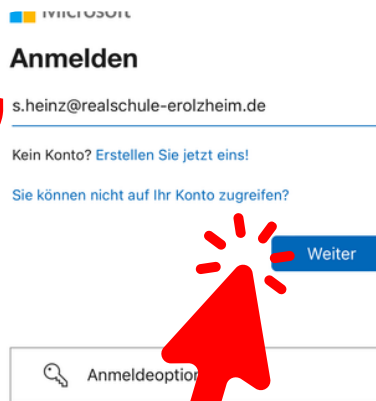 Microsoft
Anmelden
s.heinz@realschule-erolzheim.de
Kein Konto? Erstellen Sie jetzt eins!
Sie können nicht auf Ihr Konto zugreifen?
Weiter